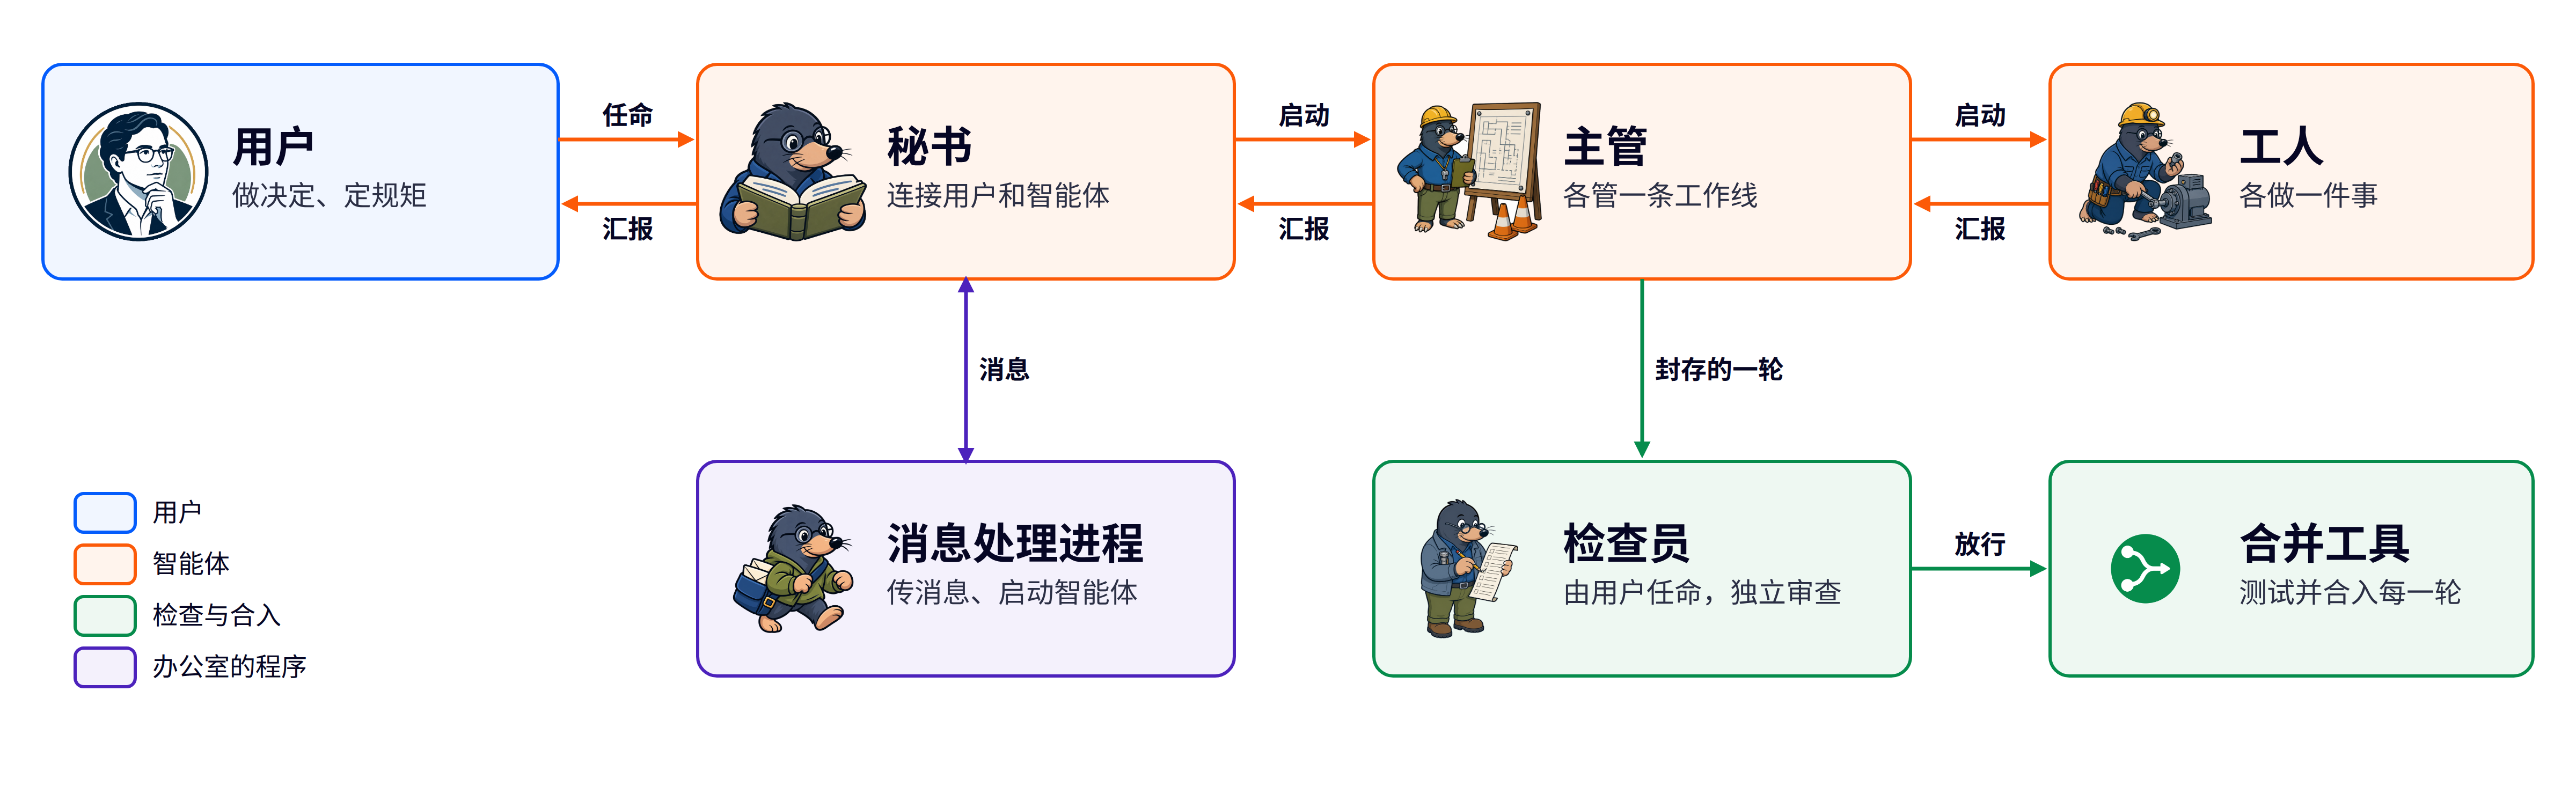 用户
做决定、定规矩
任命
汇报
秘书
连接用户和智能体
启动
汇报
主管
各管一条工作线
启动
汇报
工人
各做一件事
消息
封存的一轮
用户
智能体
检查与合入
办公室的程序
消息处理进程
传消息、启动智能体
检查员
由用户任命，独立审查
放行
合并工具
测试并合入每一轮